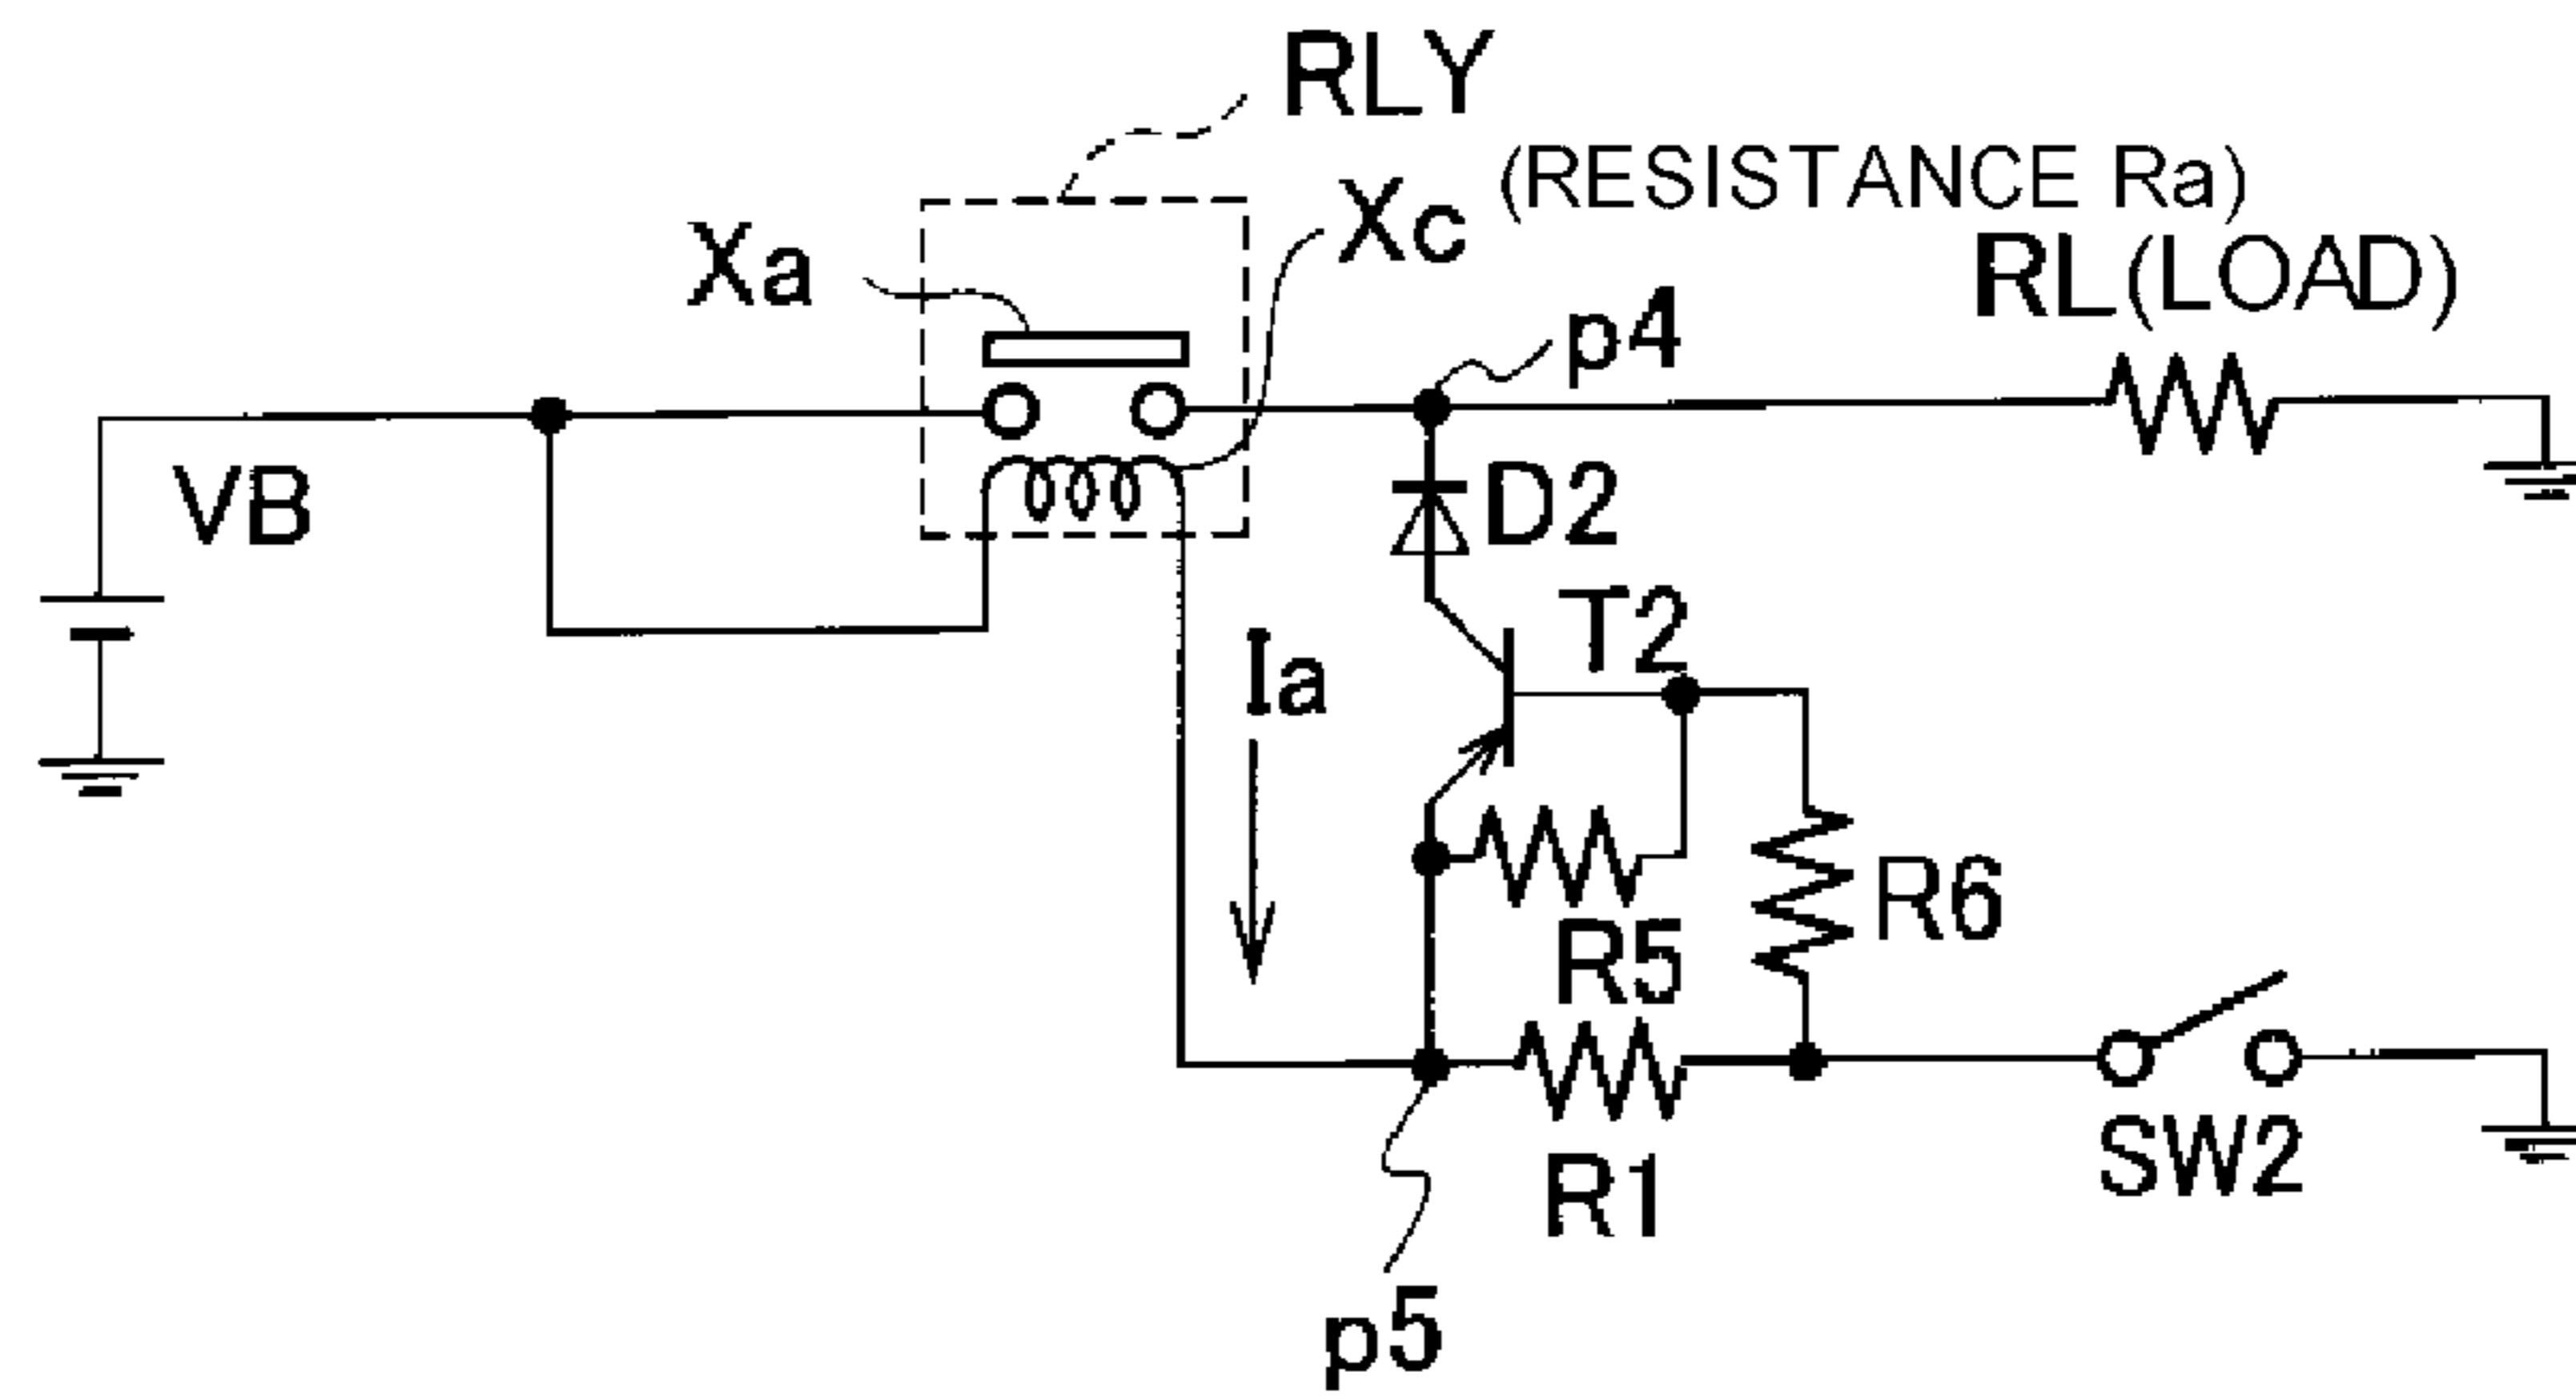 RLY
Xc (RESISTANCE Ra)
Xa
RL(LOAD)
p4
VB
D2
T2
Ia
R6
R5
R1
SW2
p5